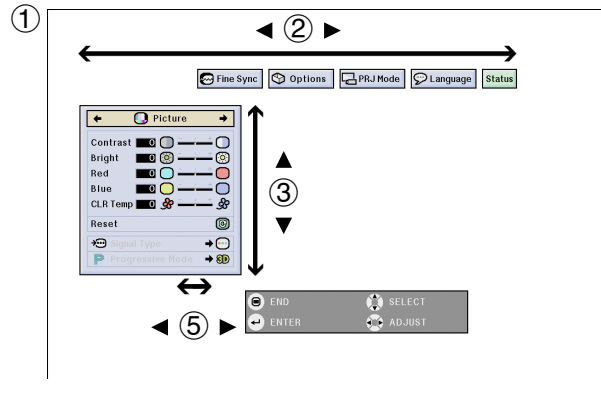 ①
◄ ② ►
Fine Sync Options PRJ Mode Language Status
Picture
Contrast 0
Bright 0
Red 0
Blue 0
CLR Temp 0
Reset
Signal Type
P Progressive Mode 3D
▲
③
▼
◄ ⑤ ►
END SELECT
ENTER ADJUST